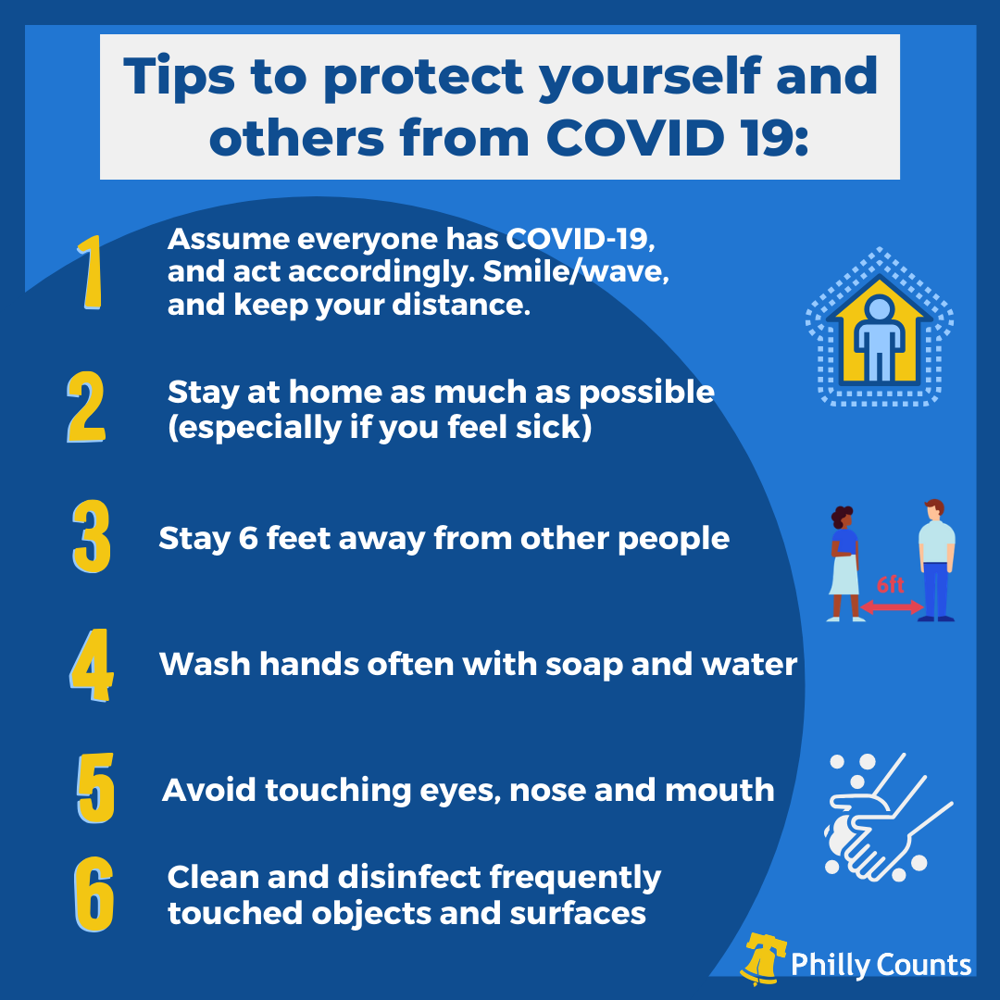 Tips to protect yourself and
others from COVID 19:
1
Assume everyone has COVID-19,
and act accordingly. Smile/wave,
and keep your distance.
2
Stay at home as much as possible
(especially if you feel sick)
3
Stay 6 feet away from other people
6ft
4
Wash hands often with soap and water
5
Avoid touching eyes, nose and mouth
6
Clean and disinfect frequently
touched objects and surfaces
Philly Counts